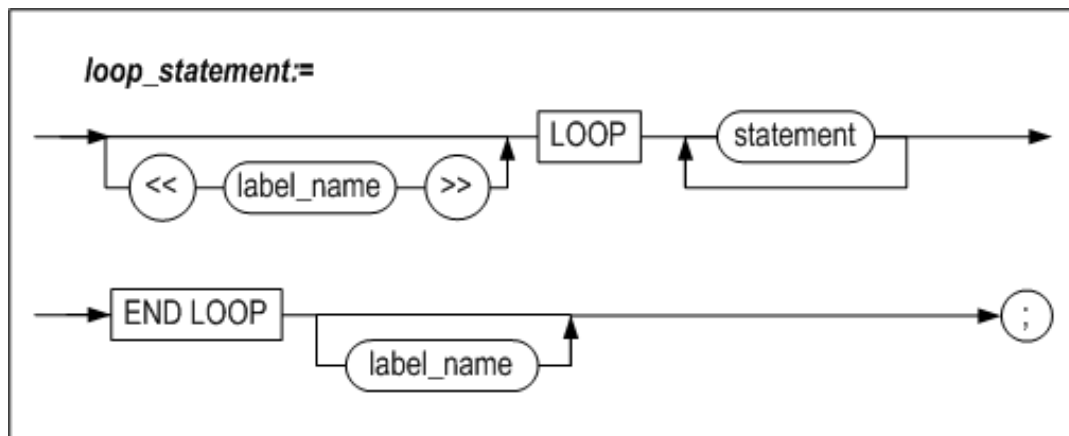 loop_statement:=
LOOP statement
<< label_name >>
END LOOP ;
label_name